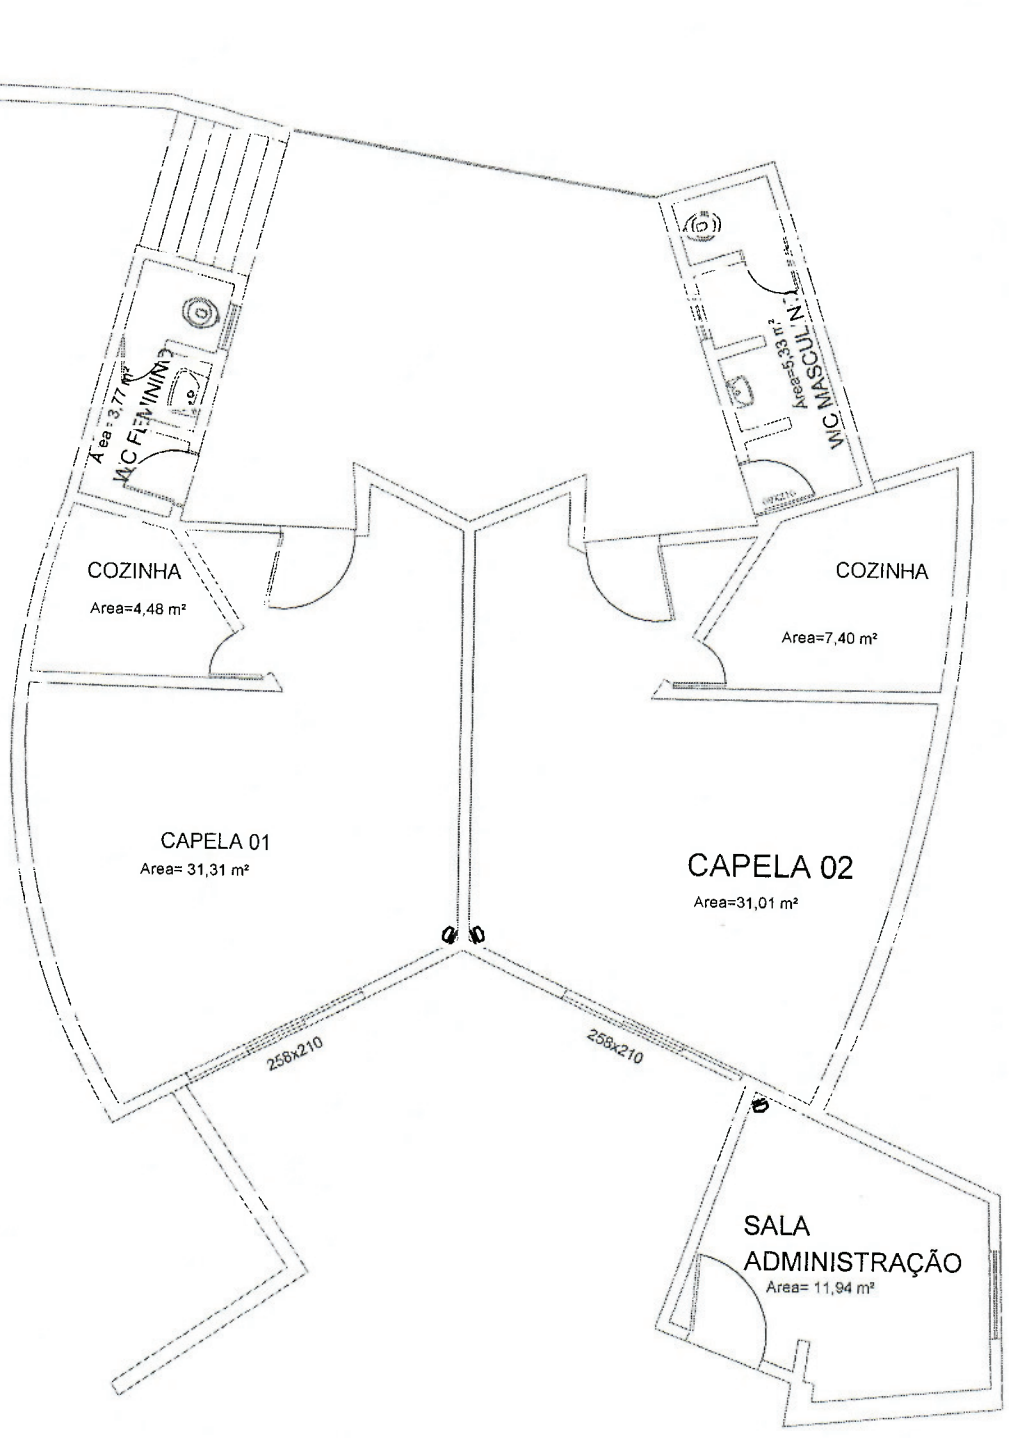 WC FEMININO
Area=3,77 m²
WC MASCULIN
Area=5,33 m²
COZINHA
Area=4,48 m²
COZINHA
Area=7,40 m²
CAPELA 01
Area= 31,31 m²
CAPELA 02
Area=31,01 m²
258x210
258x210
SALA
ADMINISTRAÇÃO
Area= 11,94 m²